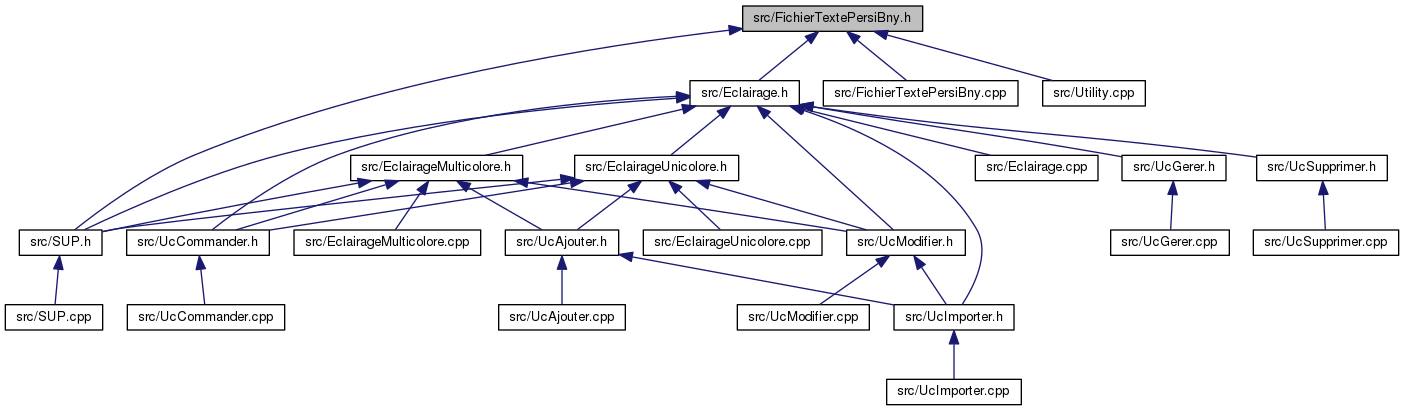 src/FichierTextePersiBny.h
src/Eclairage.h
src/FichierTextePersiBny.cpp
src/Utility.cpp
src/EclairageMulticolore.h
src/EclairageUnicolore.h
src/Eclairage.cpp
src/UcGerer.h
src/UcSupprimer.h
src/SUP.h
src/UcCommander.h
src/EclairageMulticolore.cpp
src/UcAjouter.h
src/EclairageUnicolore.cpp
src/UcModifier.h
src/UcGerer.cpp
src/UcSupprimer.cpp
src/SUP.cpp
src/UcCommander.cpp
src/UcAjouter.cpp
src/UcModifier.cpp
src/UcImporter.h
src/UcImporter.cpp